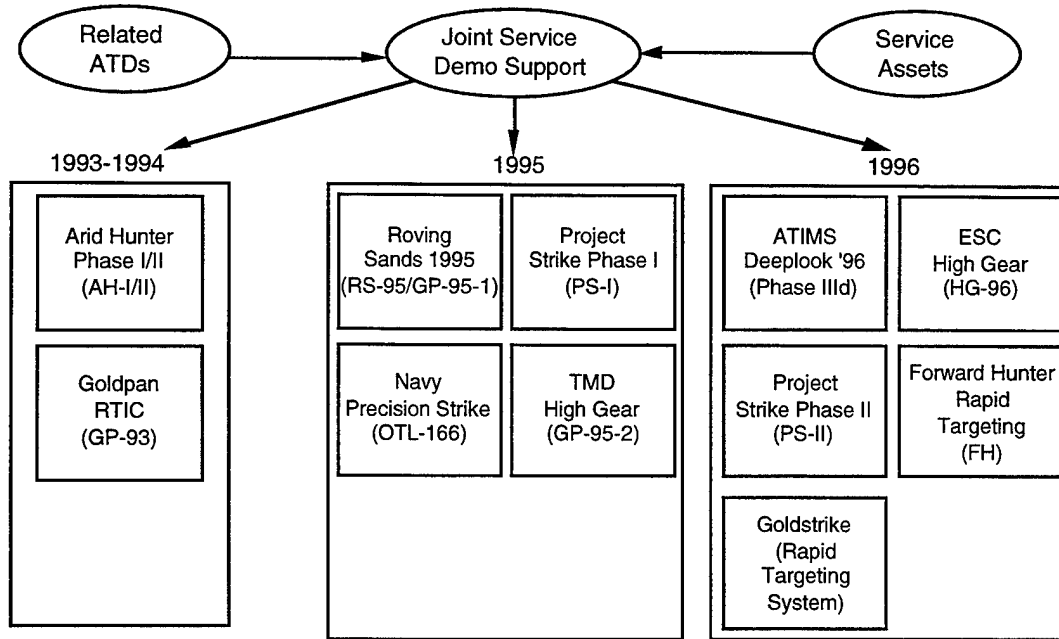 Related
ATDs
Joint Service
Demo Support
Service
Assets
1993-1994
Arid Hunter
Phase I/II
(AH-I/II)
Goldpan
RTIC
(GP-93)
1995
Roving
Sands 1995
(RS-95/GP-95-1)
Project
Strike Phase I
(PS-I)
Navy
Precision Strike
(OTL-166)
TMD
High Gear
(GP-95-2)
1996
ATIMS
Deeplook '96
(Phase IIId)
ESC
High Gear
(HG-96)
Project
Strike Phase II
(PS-II)
Forward Hunter
Rapid
Targeting
(FH)
Goldstrike
(Rapid
Targeting
System)